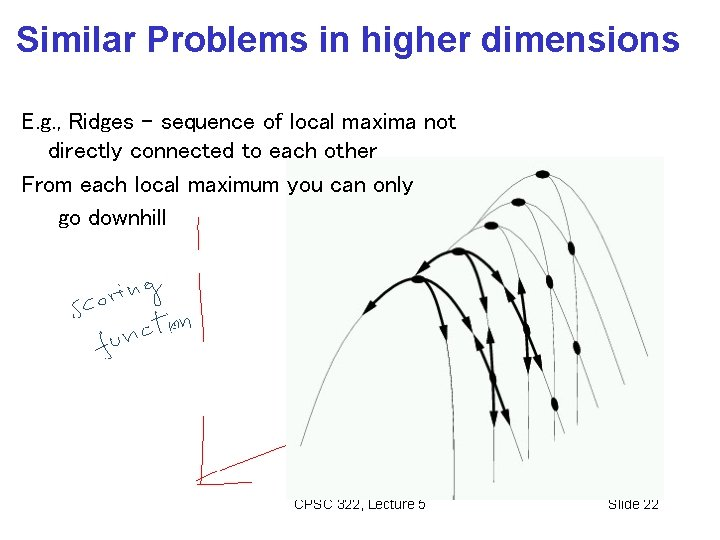 Similar Problems in higher dimensions
E.g., Ridges – sequence of local maxima not
directly connected to each other
From each local maximum you can only
go downhill
scoring
function
CPSC 322, Lecture 5
Slide 22